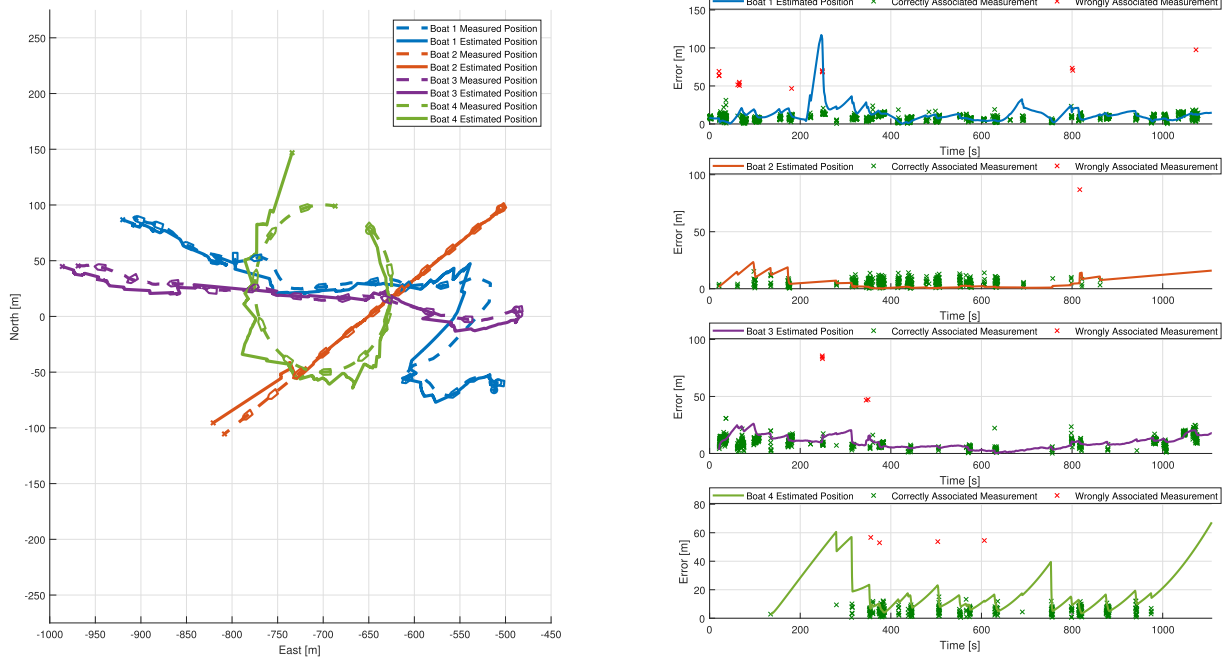 250
200
150
100
50
0
-50
-100
-150
-200
-250
-1000 -950 -900 -850 -800 -750 -700 -650 -600 -550 -500 -450
East [m]
North [m]
Boat 1 Measured Position
Boat 1 Estimated Position
Boat 2 Measured Position
Boat 2 Estimated Position
Boat 3 Measured Position
Boat 3 Estimated Position
Boat 4 Measured Position
Boat 4 Estimated Position
Boat 1 Estimated Position Correctly Associated Measurement Wrongly Associated Measurement
150
100
50
0
Error [m]
0 200 400 600 800 1000
Time [s]
Boat 2 Estimated Position Correctly Associated Measurement Wrongly Associated Measurement
100
50
0
Error [m]
0 200 400 600 800 1000
Time [s]
Boat 3 Estimated Position Correctly Associated Measurement Wrongly Associated Measurement
100
50
0
Error [m]
0 200 400 600 800 1000
Time [s]
Boat 4 Estimated Position Correctly Associated Measurement Wrongly Associated Measurement
80
60
40
20
0
Error [m]
0 200 400 600 800 1000
Time [s]